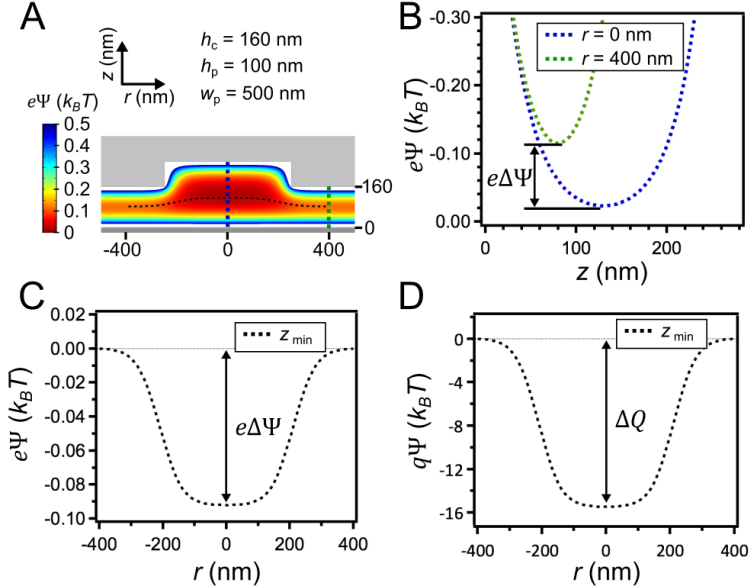 A
z (nm)
r (nm)
h_c = 160 nm
h_p = 100 nm
w_p = 500 nm
eΨ (k_BT)
0.5
0.4
0.3
0.2
0.1
0
160
0
-400
0
400
B
-0.30
-0.20
-0.10
0.00
eΨ (k_BT)
r = 0 nm
r = 400 nm
eΔΨ
0
80
160
240
z (nm)
C
0.02
0.00
-0.02
-0.04
-0.06
-0.08
-0.10
eΨ (k_BT)
z_min
eΔΨ
-400
-200
0
200
400
r (nm)
D
0
-4
-8
-12
-16
qΨ (k_BT)
z_min
ΔQ
-400
-200
0
200
400
r (nm)